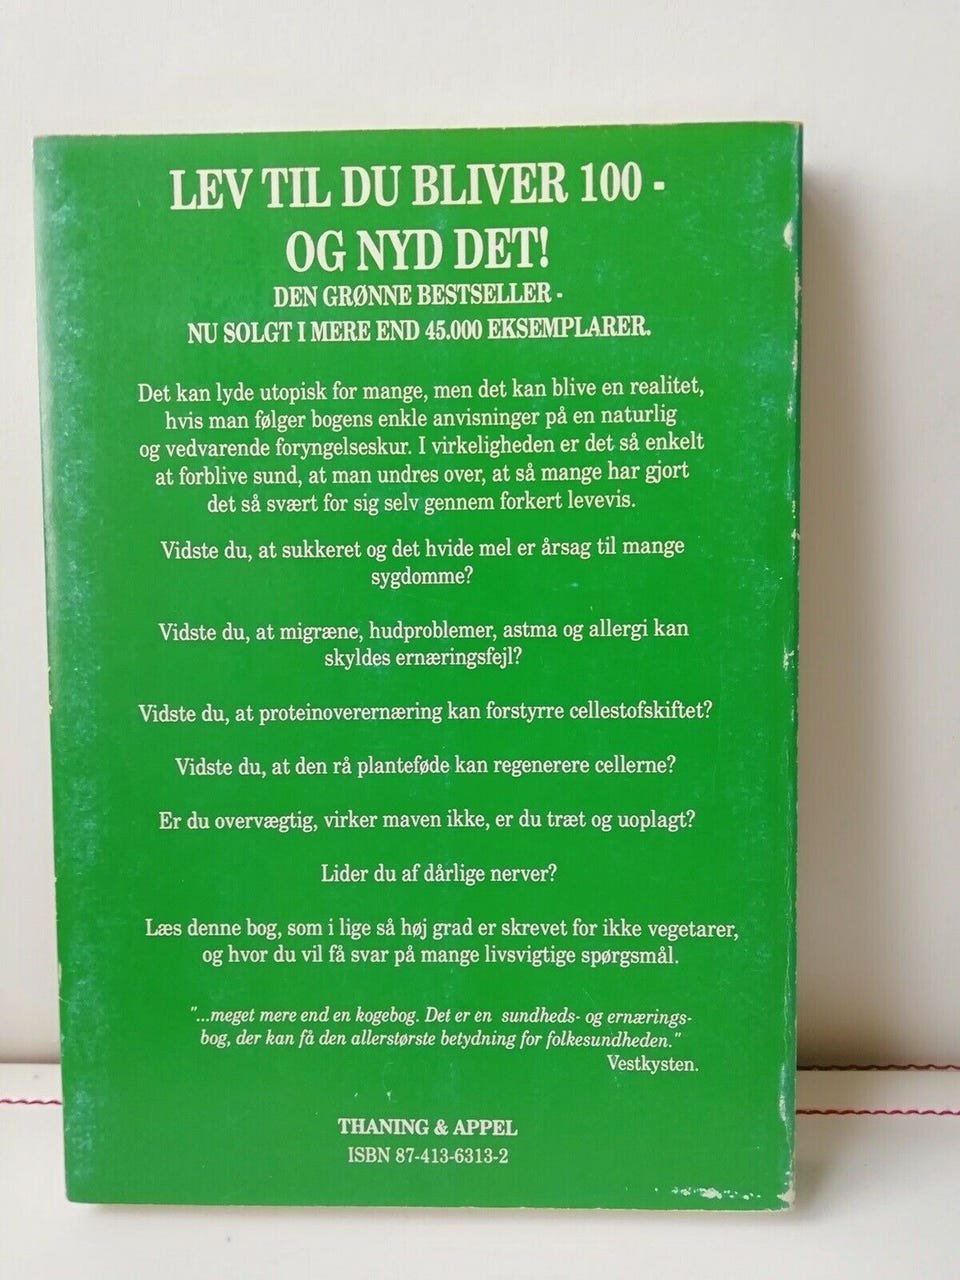 LEV TIL DU BLIVER 100 -
OG NYD DET!
DEN GRØNNE BESTSELLER -
NU SOLGT I MERE END 45.000 EKSEMPLARER.
Det kan lyde utopisk for mange, men det kan blive en realitet,
hvis man følger bogens enkle anvisninger på en naturlig
og vedvarende foryngelseskur. I virkeligheden er det så enkelt
at forblive sund, at man undres over, at så mange har gjort
det så svært for sig selv gennem forkert levevis.
Vidste du, at sukkeret og det hvide mel er årsag til mange
sygdomme?
Vidste du, at migræne, hudproblemer, astma og allergi kan
skyldes ernæringsfejl?
Vidste du, at proteinoverernæring kan forstyrre cellestofskiftet?
Vidste du, at den rå planteføde kan regenerere cellerne?
Er du overvægtig, virker maven ikke, er du træt og uoplagt?
Lider du af dårlige nerver?
Læs denne bog, som i lige så høj grad er skrevet for ikke vegetarer,
og hvor du vil få svar på mange livsvigtige spørgsmål.
"...meget mere end en kogebog. Det er en sundheds- og ernærings-
bog, der kan få den allerstørste betydning for folkesundheden."
Vestkysten.
THANING & APPEL
ISBN 87-413-6313-2